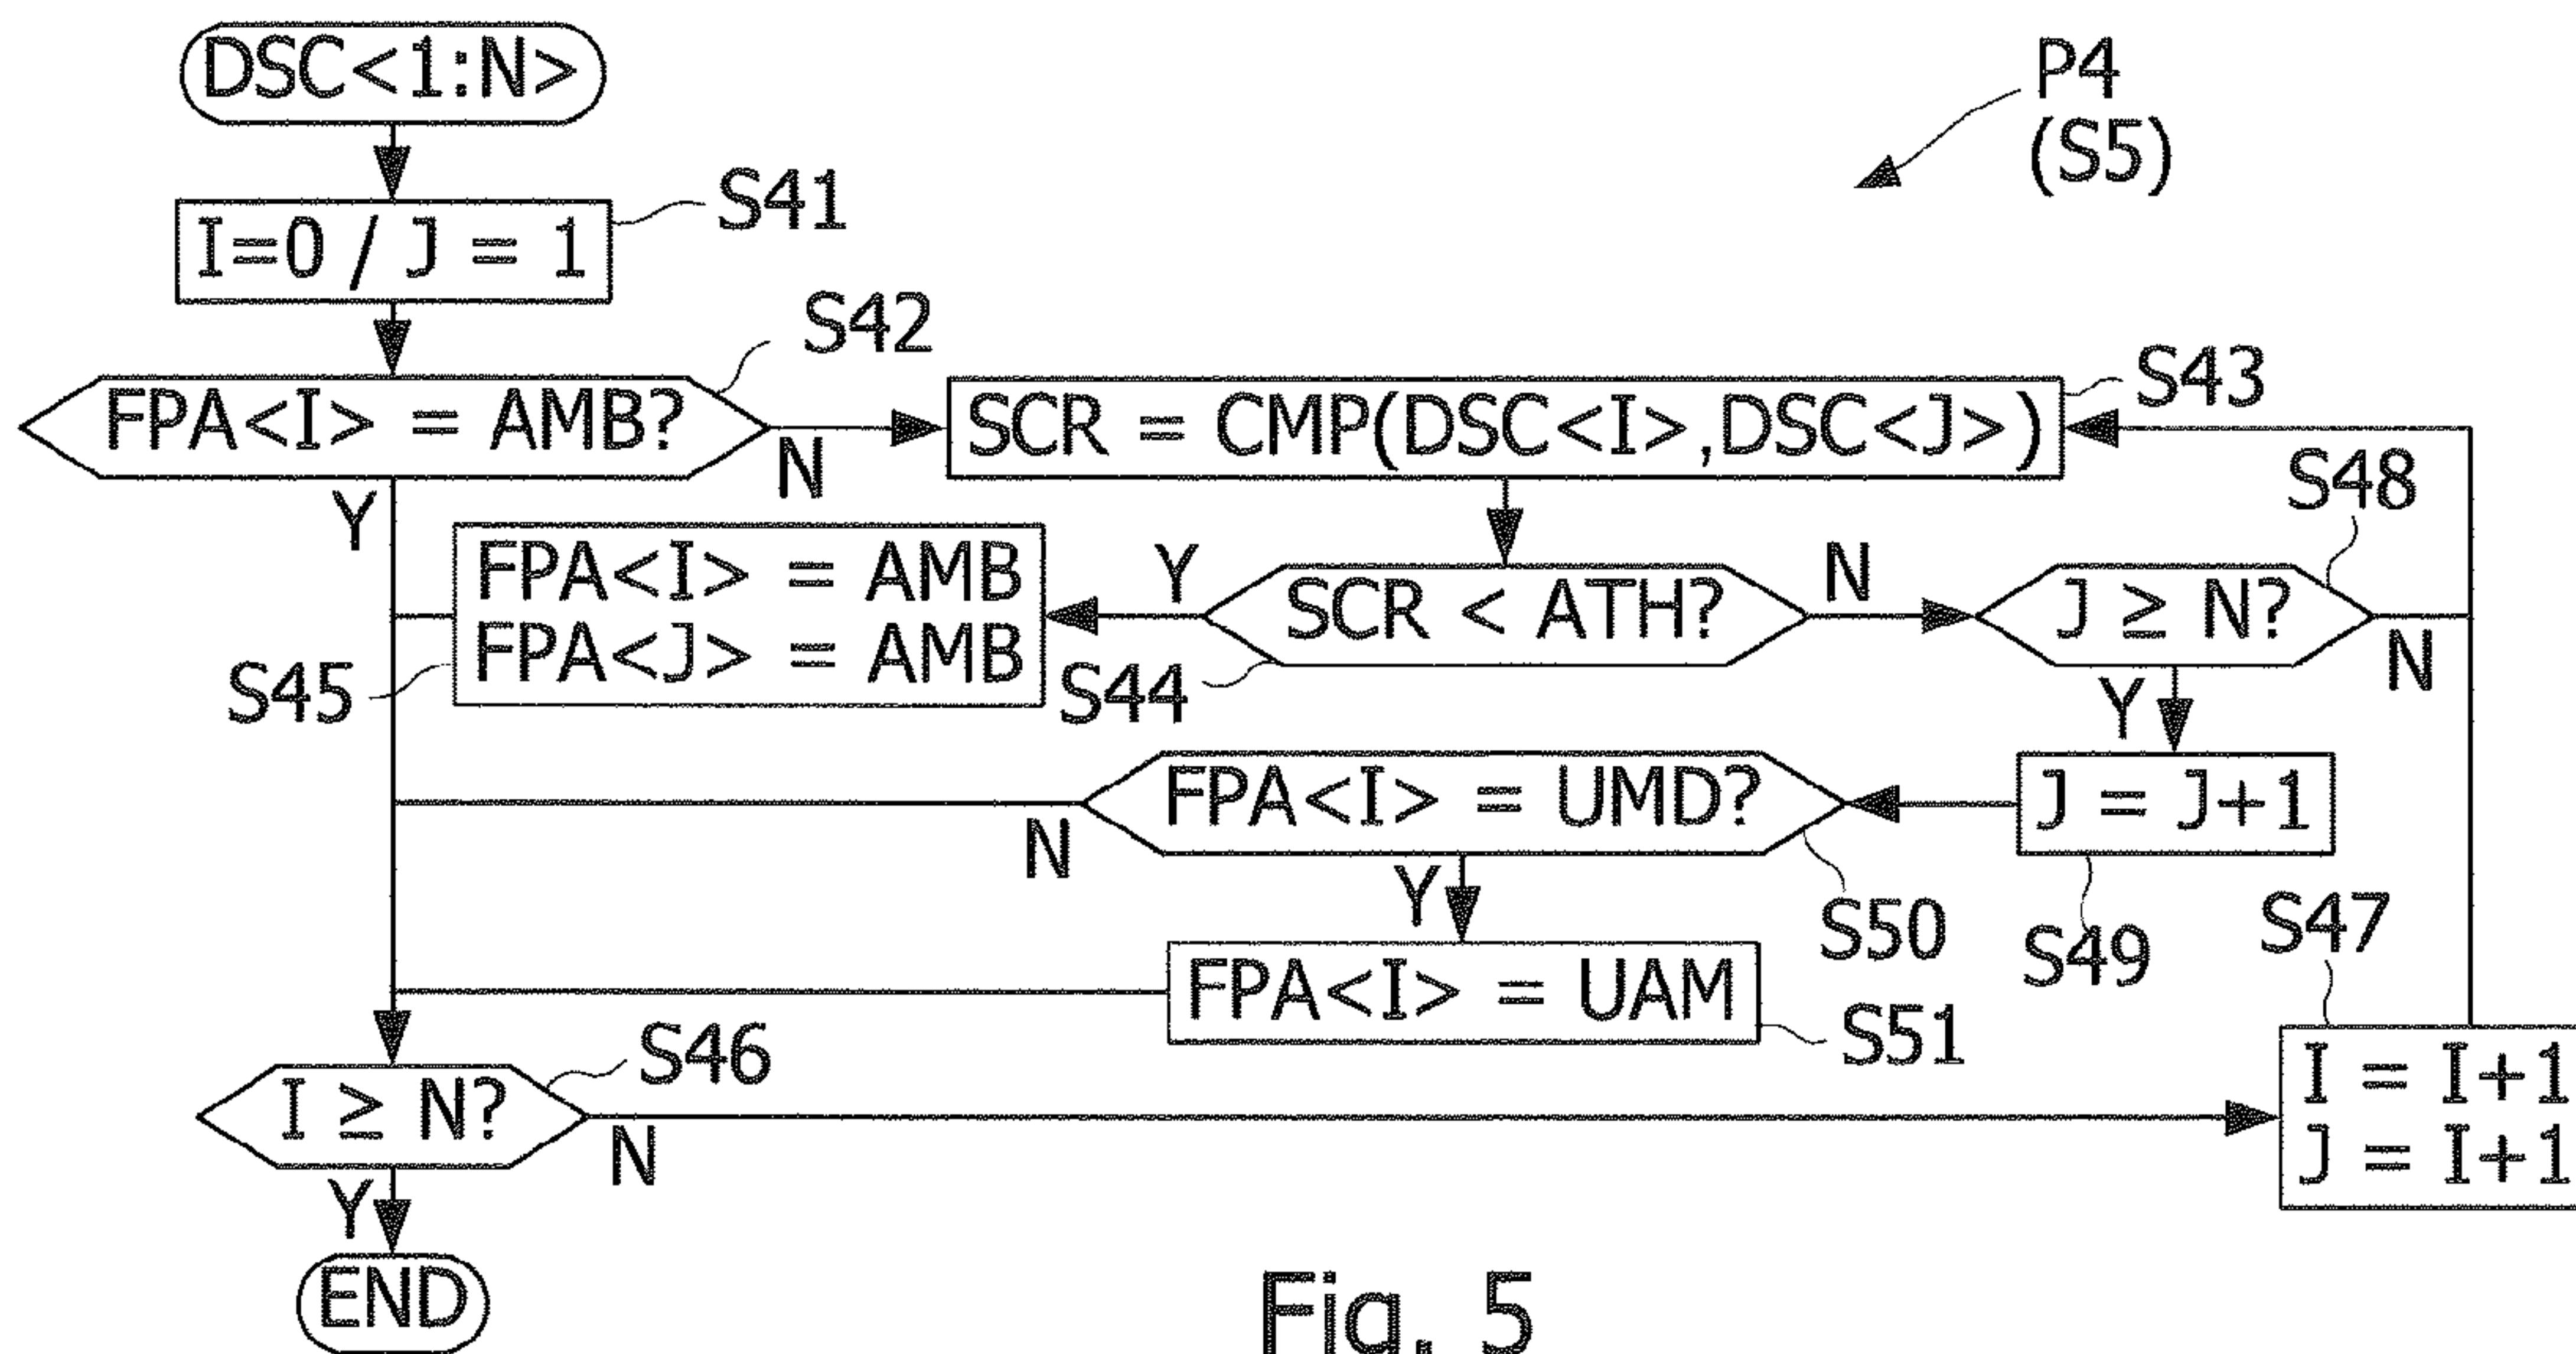 DSC<1:N>
P4
(S5)
S41
I=0 / J = 1
S42
FPA<I> = AMB?
N
S43
SCR = CMP(DSC<I>,DSC<J>)
S48
Y
FPA<I> = AMB
FPA<J> = AMB
S45
Y
SCR < ATH?
N
S44
J ≥ N?
N
Y
FPA<I> = UMD?
N
J = J+1
Y
S50
S49
S47
FPA<I> = UAM
S51
S46
I ≥ N?
N
I = I+1
J = I+1
Y
END
Fig. 5